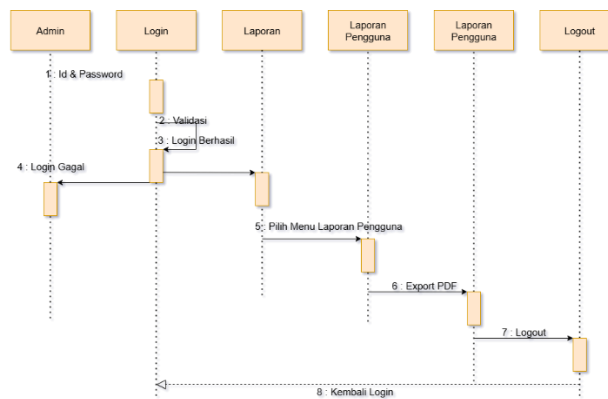 Admin
Login
Laporan
Laporan
Pengguna
Laporan
Pengguna
Logout
1 : Id & Password
2 : Validasi
3 : Login Berhasil
4 : Login Gagal
5 : Pilih Menu Laporan Pengguna
6 : Export PDF
7 : Logout
8 : Kembali Login